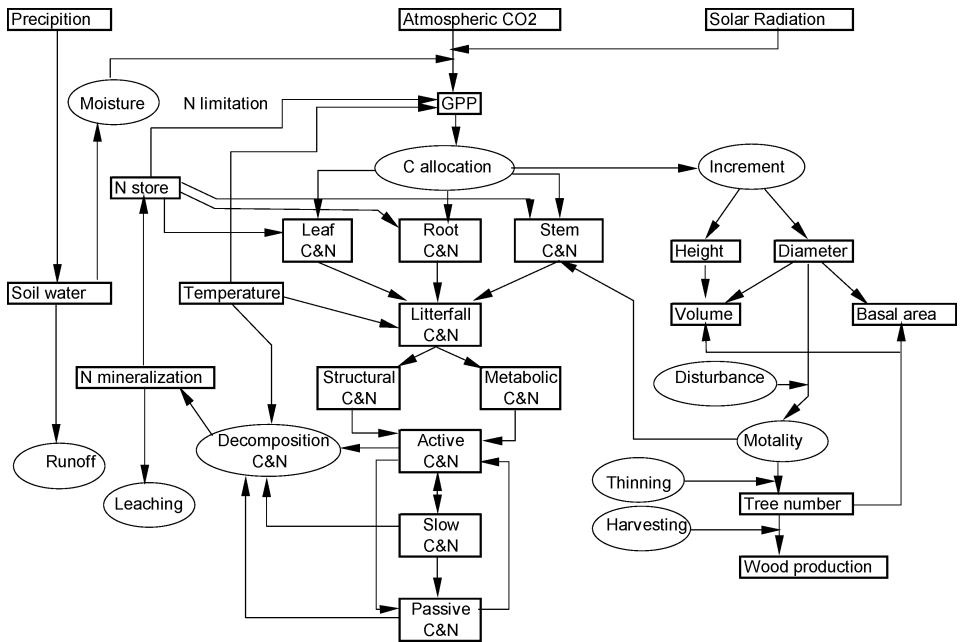 Precipition
Atmospheric CO2
Solar Radiation
Moisture
N limitation
GPP
C allocation
Increment
N store
Leaf
C&N
Root
C&N
Stem
C&N
Height
Diameter
Soil water
Temperature
Litterfall
C&N
Volume
Basal area
N mineralization
Structural
C&N
Metabolic
C&N
Disturbance
Decomposition
C&N
Active
C&N
Motality
Runoff
Leaching
Thinning
Tree number
Slow
C&N
Harvesting
Wood production
Passive
C&N